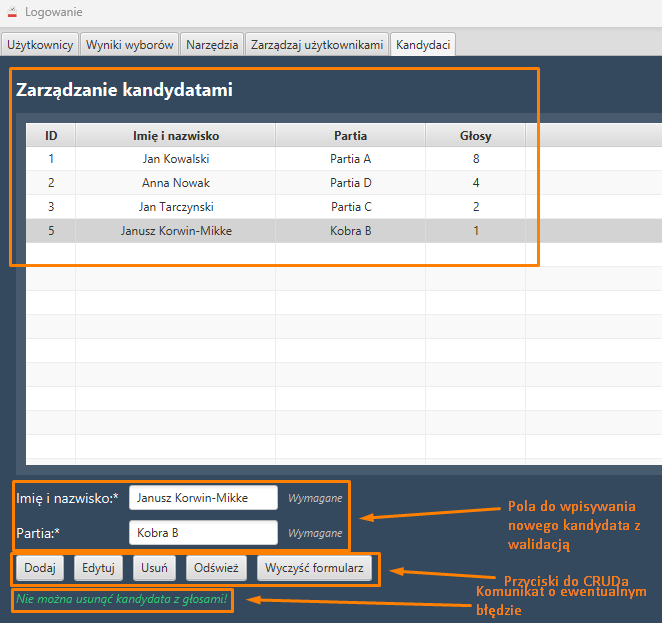 Logowanie
Użytkownicy Wyniki wyborów Narzędzia Zarządzaj użytkownikami Kandydaci
Zarządzanie kandydatami
ID Imię i nazwisko Partia Głosy
1 Jan Kowalski Partia A 8
2 Anna Nowak Partia D 4
3 Jan Tarczynski Partia C 2
5 Janusz Korwin-Mikke Kobra B 1
Imię i nazwisko:* Janusz Korwin-Mikke Wymagane
Partia:* Kobra B Wymagane
Pola do wpisywania
nowego kandydata z
walidacją
Dodaj Edytuj Usuń Odśwież Wyczyść formularz
Przyciski do CRUDa
Nie można usunąć kandydata z głosami!
Komunikat o ewentualnym
błędzie